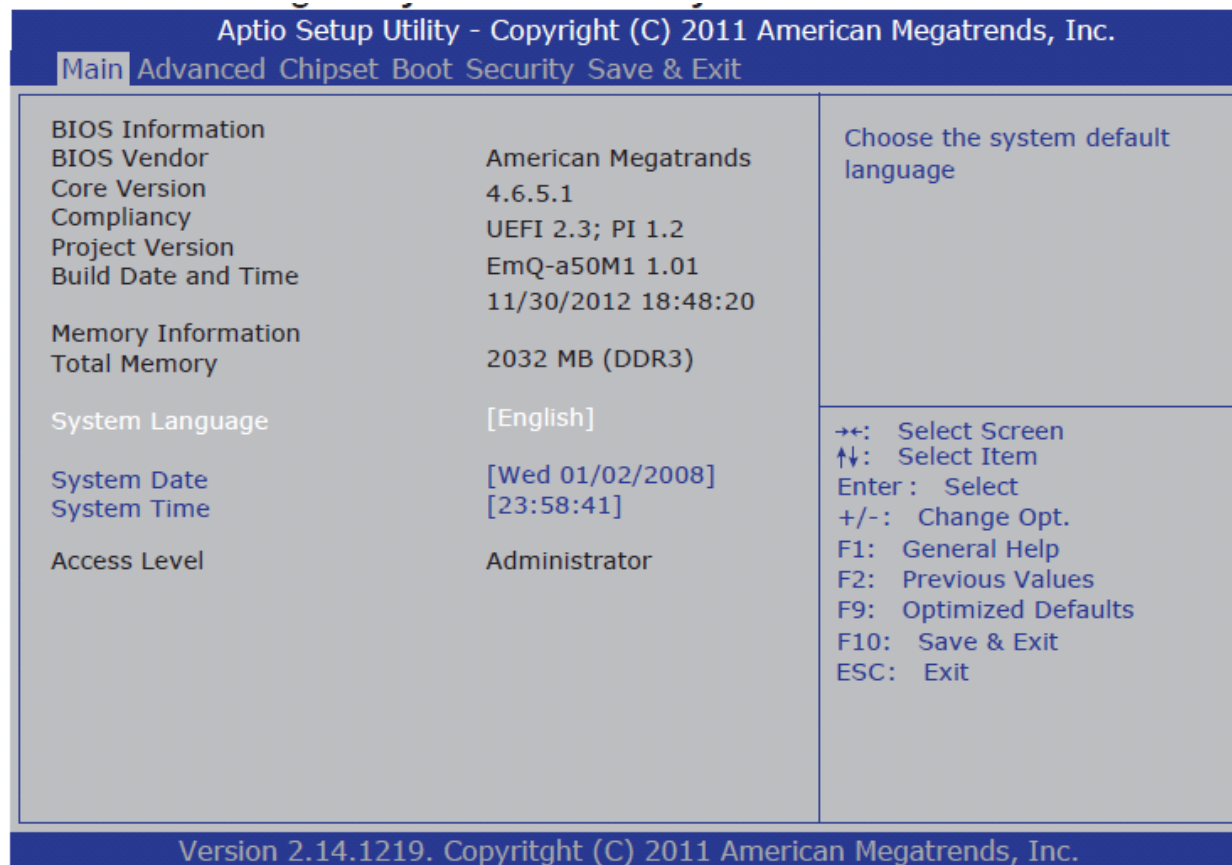 Aptio Setup Utility - Copyright (C) 2011 American Megatrends, Inc.
Main Advanced Chipset Boot Security Save & Exit
BIOS Information
BIOS Vendor American Megatrands
Core Version 4.6.5.1
Compliancy UEFI 2.3; PI 1.2
Project Version EmQ-a50M1 1.01
Build Date and Time 11/30/2012 18:48:20
Memory Information
Total Memory 2032 MB (DDR3)
System Language [English]
System Date [Wed 01/02/2008]
System Time [23:58:41]
Access Level Administrator
Choose the system default
language
→←: Select Screen
↑↓: Select Item
Enter : Select
+/-: Change Opt.
F1: General Help
F2: Previous Values
F9: Optimized Defaults
F10: Save & Exit
ESC: Exit
Version 2.14.1219. Copyritght (C) 2011 American Megatrends, Inc.